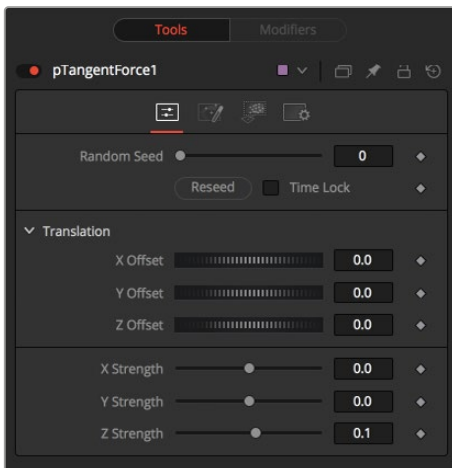 Tools Modifiers
pTangentForce1
Random Seed 0
Reseed Time Lock
Translation
X Offset 0.0
Y Offset 0.0
Z Offset 0.0
X Strength 0.0
Y Strength 0.0
Z Strength 0.1